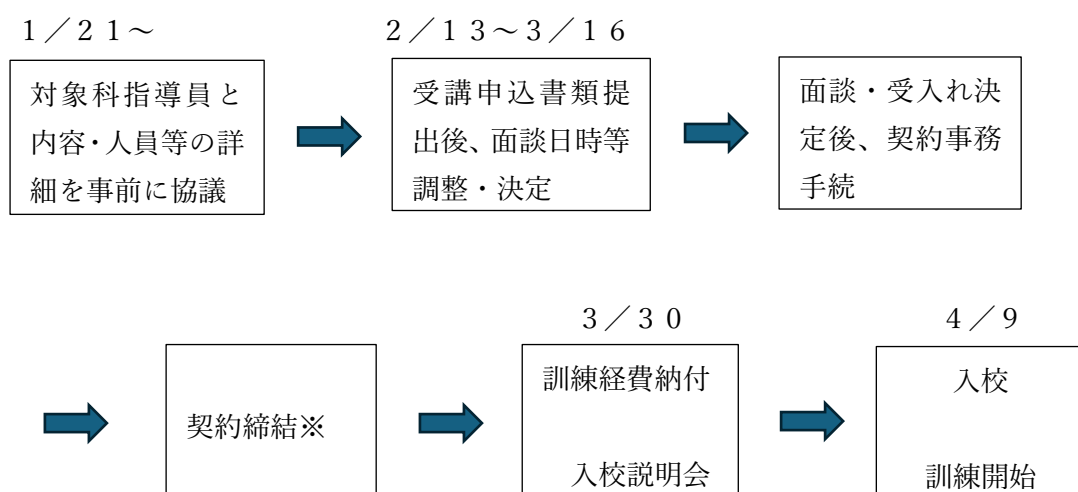 1／21～
対象科指導員と
内容・人員等の詳
細を事前に協議
2／13～3／16
受講申込書類提
出後、面談日時等
調整・決定
面談・受入れ決
定後、契約事務
手続
契約締結※
3／30
訓練経費納付
入校説明会
4／9
入校
訓練開始